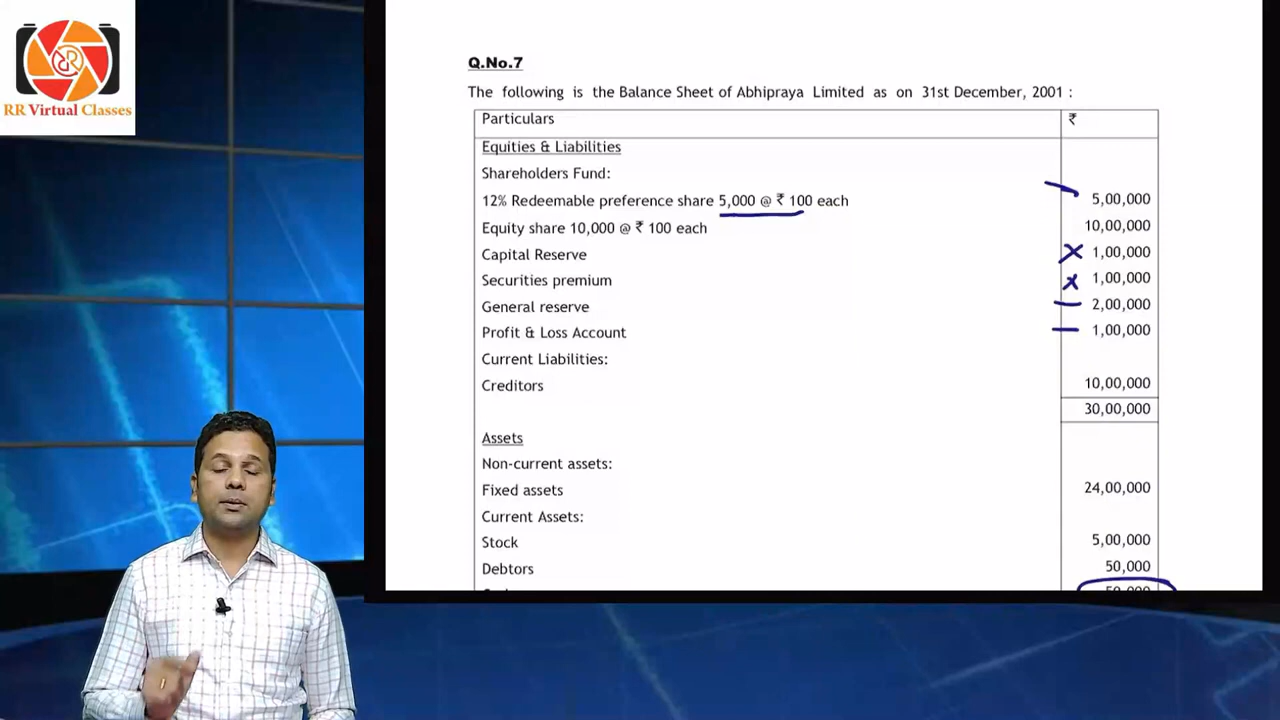 RR Virtual Classes
Q.No.7
The following is the Balance Sheet of Abhipraya Limited as on 31st December, 2001 :
Particulars ₹
Equities & Liabilities
Shareholders Fund:
12% Redeemable preference share 5,000 @ ₹ 100 each 5,00,000
Equity share 10,000 @ ₹ 100 each 10,00,000
Capital Reserve 1,00,000
Securities premium 1,00,000
General reserve 2,00,000
Profit & Loss Account 1,00,000
Current Liabilities:
Creditors 10,00,000
30,00,000
Assets
Non-current assets:
Fixed assets 24,00,000
Current Assets:
Stock 5,00,000
Debtors 50,000